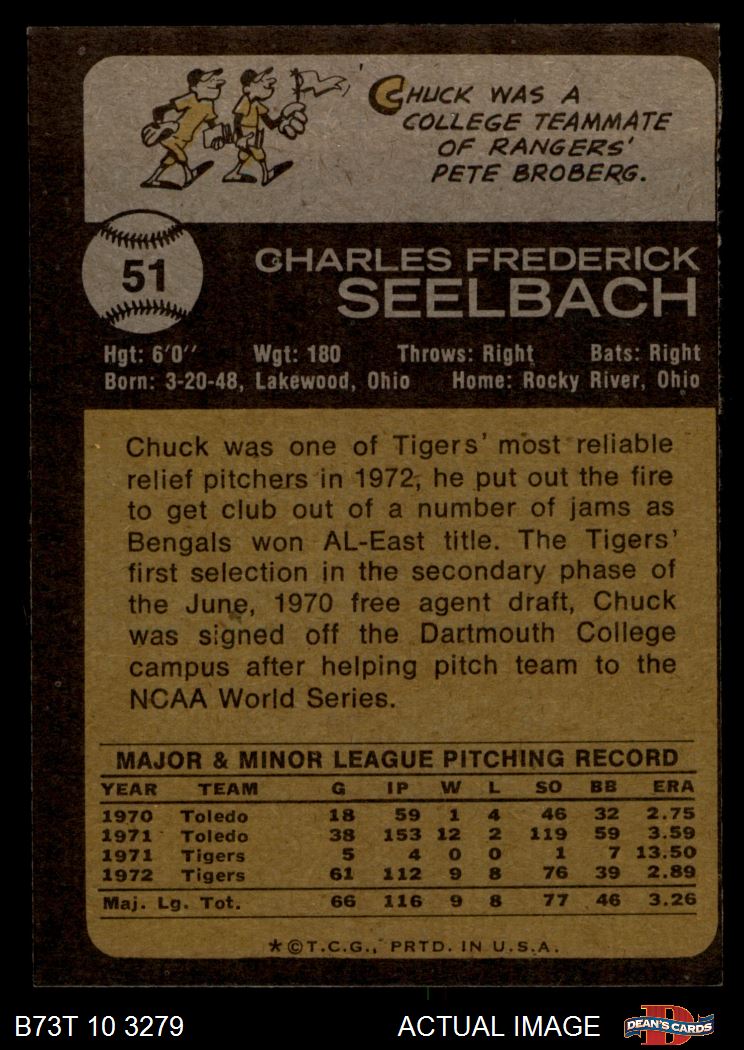 CHUCK WAS A
COLLEGE TEAMMATE
OF RANGERS'
PETE BROBERG.
51
CHARLES FREDERICK
SEELBACH
Hgt: 6'0" Wgt: 180 Throws: Right Bats: Right
Born: 3-20-48, Lakewood, Ohio Home: Rocky River, Ohio
Chuck was one of Tigers' most reliable
relief pitchers in 1972, he put out the fire
to get club out of a number of jams as
Bengals won AL-East title. The Tigers'
first selection in the secondary phase of
the June, 1970 free agent draft, Chuck
was signed off the Dartmouth College
campus after helping pitch team to the
NCAA World Series.
MAJOR & MINOR LEAGUE PITCHING RECORD
YEAR TEAM G IP W L SO BB ERA
1970 Toledo 18 59 1 4 46 32 2.75
1971 Toledo 38 153 12 2 119 59 3.59
1971 Tigers 5 4 0 0 1 7 13.50
1972 Tigers 61 112 9 8 76 39 2.89
Maj. Lg. Tot. 66 116 9 8 77 46 3.26
*©T.C.G., PRTD. IN U.S.A.
B73T 10 3279 ACTUAL IMAGE D DEAN'S CARDS